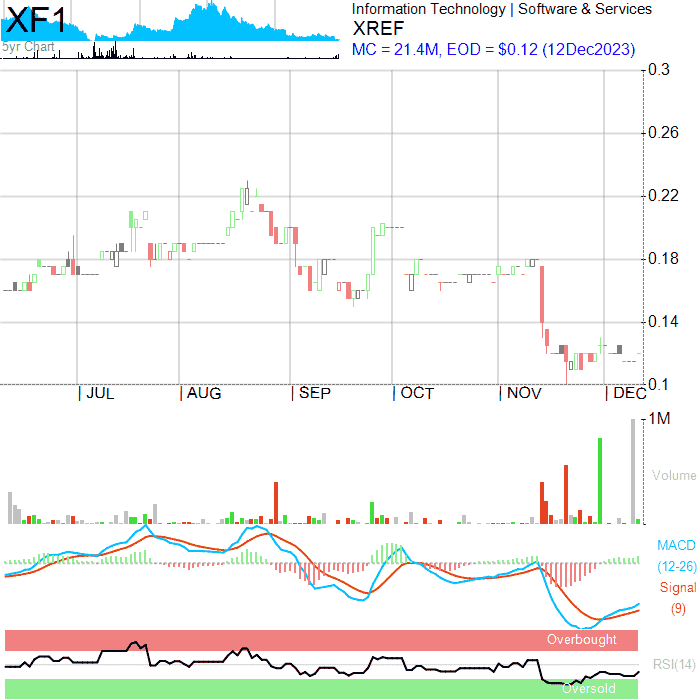 XF1
5yr Chart
Information Technology | Software & Services
XREF
MC = 21.4M, EOD = $0.12 (12Dec2023)
0.3
0.26
0.22
0.18
0.14
0.1
| JUL | AUG | SEP | OCT | NOV | DEC
1M
Volume
MACD
(12-26)
Signal
(9)
Overbought
RSI(14)
Oversold